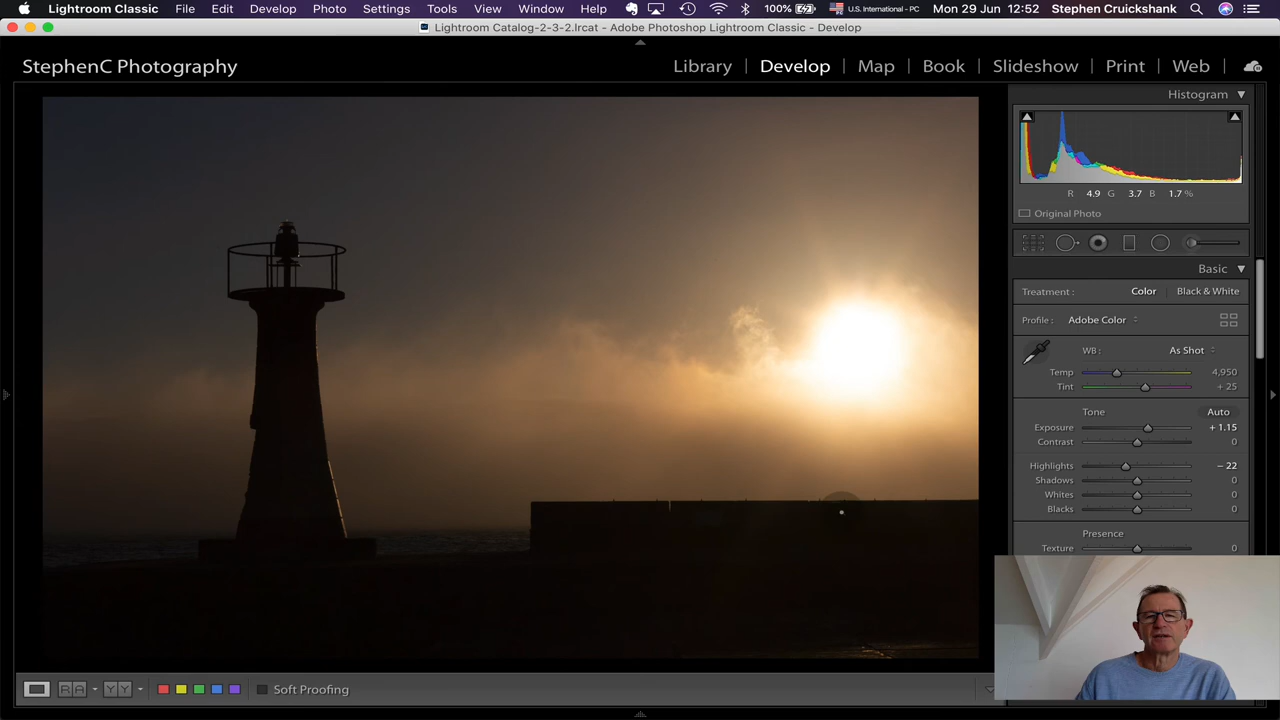 Lightroom Classic File Edit Develop Photo Settings Tools View Window Help 100% U.S. International - PC Mon 29 Jun 12:52 Stephen Cruickshank
Lightroom Catalog-2-3-2.lrcat - Adobe Photoshop Lightroom Classic - Develop
StephenC Photography Library | Develop | Map | Book | Slideshow | Print | Web
Histogram
R 4.9 G 3.7 B 1.7 %
Original Photo
Basic
Treatment : Color | Black & White
Profile : Adobe Color
WB : As Shot
Temp 4,950
Tint + 25
Tone Auto
Exposure + 1.15
Contrast 0
Highlights − 22
Shadows 0
Whites 0
Blacks 0
Presence
Texture 0
R A Y Y Soft Proofing